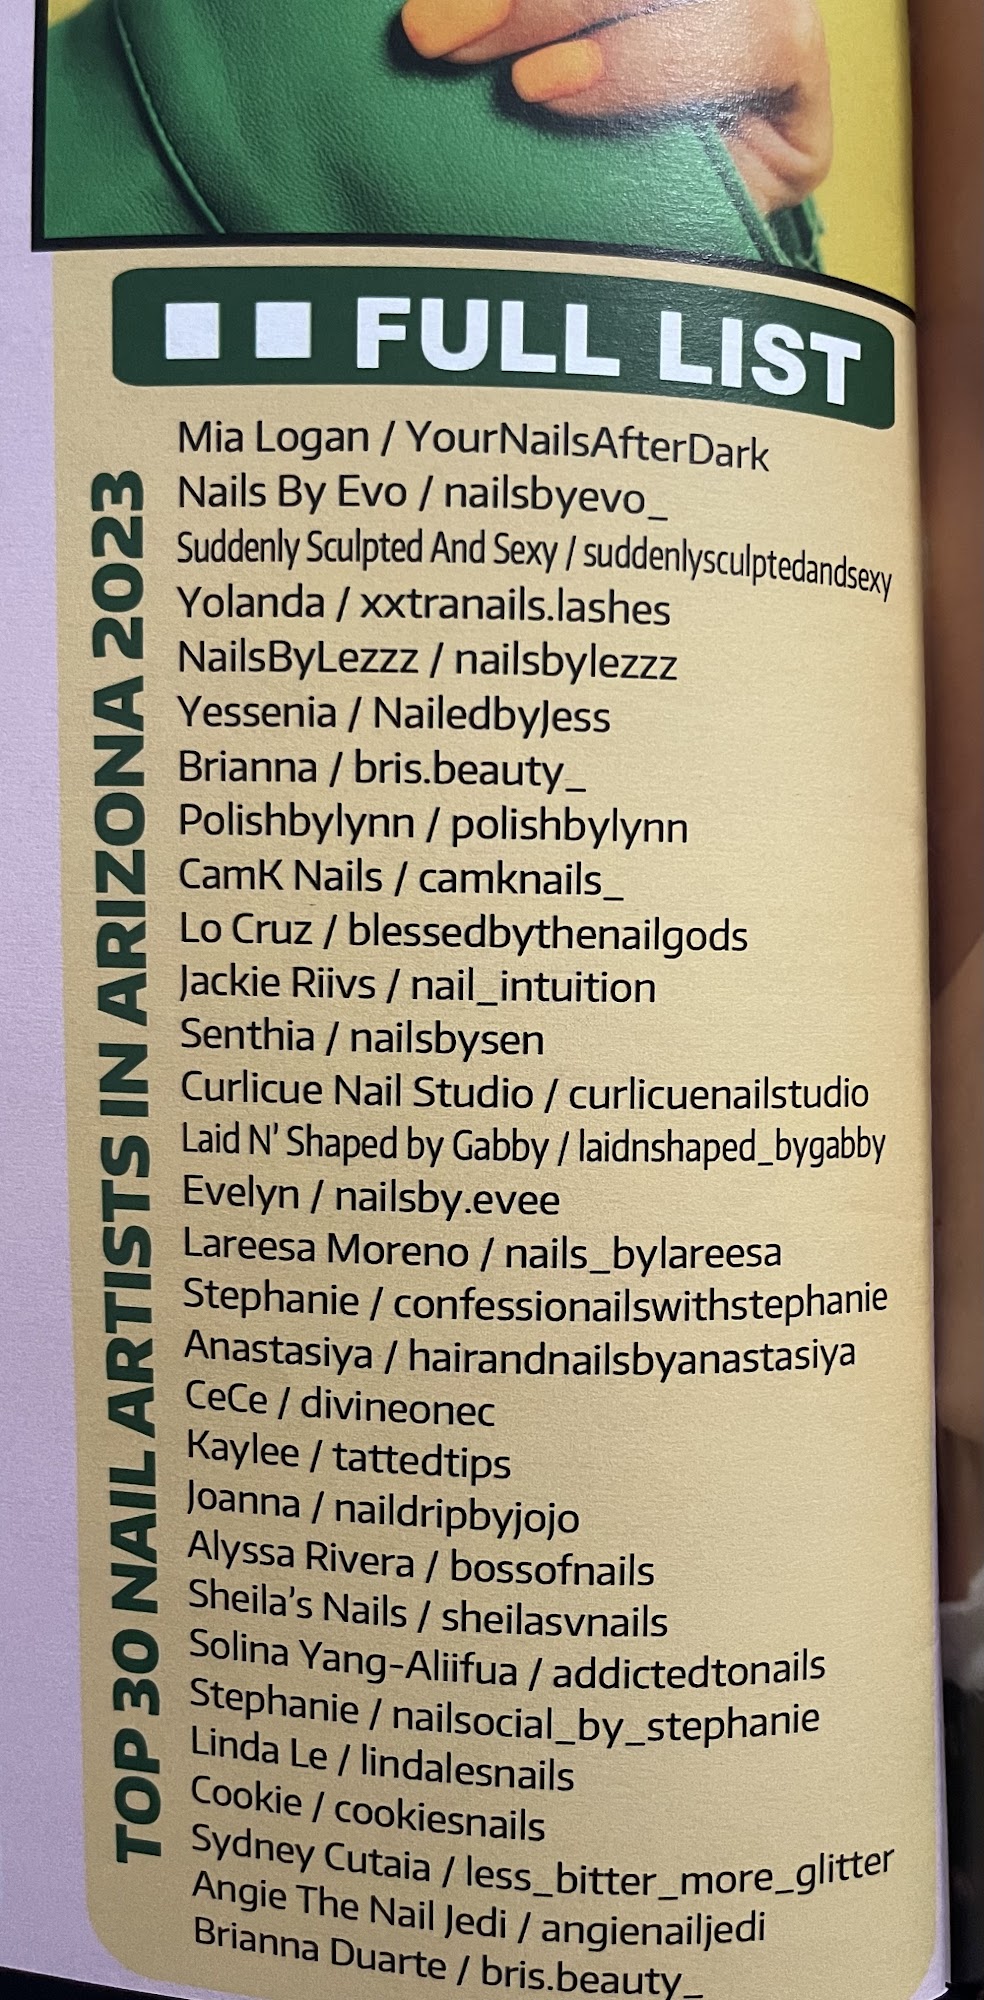 FULL LIST
TOP 30 NAIL ARTISTS IN ARIZONA 2023
Mia Logan / YourNailsAfterDark
Nails By Evo / nailsbyevo_
Suddenly Sculpted And Sexy / suddenlysculptedandsexy
Yolanda / xxtranails.lashes
NailsByLezzz / nailsbylezzz
Yessenia / NailedbyJess
Brianna / bris.beauty_
Polishbylynn / polishbylynn
CamK Nails / camknails_
Lo Cruz / blessedbythenailgods
Jackie Riivs / nail_intuition
Senthia / nailsbysen
Curlicue Nail Studio / curlicuenailstudio
Laid N' Shaped by Gabby / laidnshaped_bygabby
Evelyn / nailsby.evee
Lareesa Moreno / nails_bylareesa
Stephanie / confessionailswithstephanie
Anastasiya / hairandnailsbyanastasiya
CeCe / divineonec
Kaylee / tattedtips
Joanna / naildripbyjojo
Alyssa Rivera / bossofnails
Sheila's Nails / sheilasvnails
Solina Yang-Aliifua / addictedtonails
Stephanie / nailsocial_by_stephanie
Linda Le / lindalesnails
Cookie / cookiesnails
Sydney Cutaia / less_bitter_more_glitter
Angie The Nail Jedi / angienailjedi
Brianna Duarte / bris.beauty_